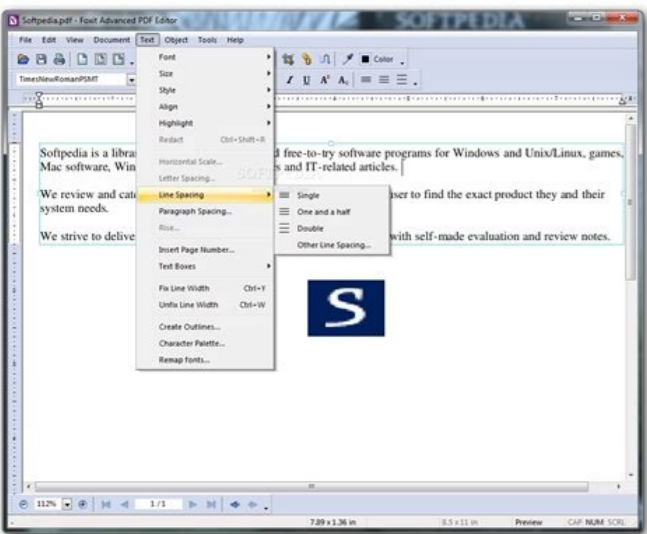 Softpedia.pdf - Foxit Advanced PDF Editor
SOFTPEDIA
File Edit View Document Text Object Tools Help
Color
TimesNewRomanPSMT
Font
Size
Style
Align
Highlight
Redact Ctrl-Shift-R
Horizontal Scale...
Letter Spacing...
Line Spacing
Paragraph Spacing...
Rise...
Insert Page Number...
Text Boxes
Fix Line Width Ctrl-Y
Unfix Line Width Ctrl-W
Create Outlines...
Character Palette...
Remap fonts...
Single
One and a half
Double
Other Line Spacing...
Softpedia is a libra d free-to-try software programs for Windows and Unix/Linux, games,
Mac software, Win s and IT-related articles.
We review and cate ser to find the exact product they and their
system needs.
We strive to delive with self-made evaluation and review notes.
S
112% 1/1
7.89 x 1.36 in 8.5 x 11 in Preview CAP NUM SCRL